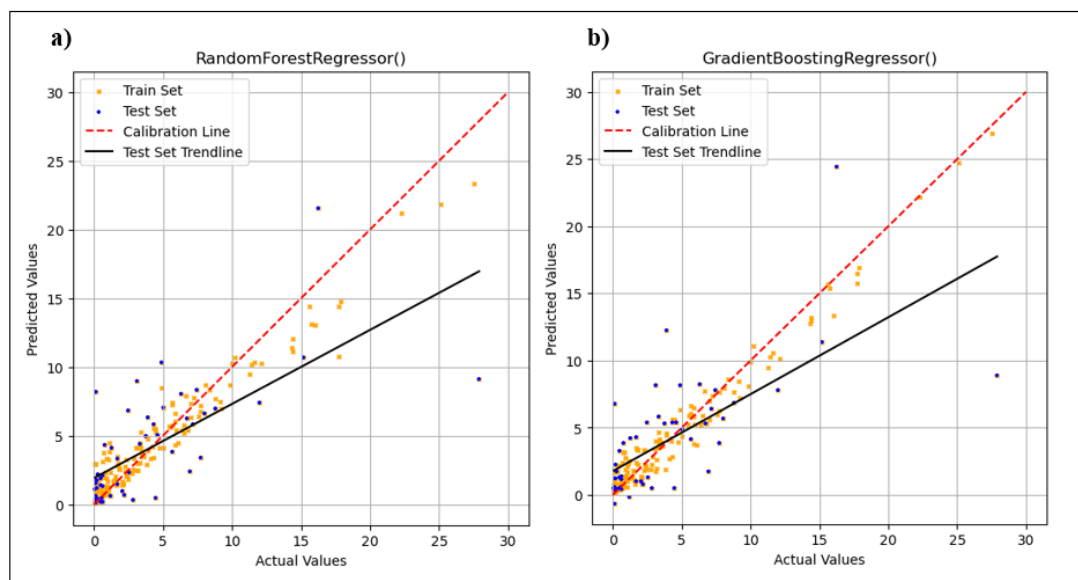 a)
RandomForestRegressor()
Train Set
Test Set
Calibration Line
Test Set Trendline
30
25
20
15
10
5
0
Predicted Values
0 5 10 15 20 25 30
Actual Values
b)
GradientBoostingRegressor()
Train Set
Test Set
Calibration Line
Test Set Trendline
30
25
20
15
10
5
0
Predicted Values
0 5 10 15 20 25 30
Actual Values